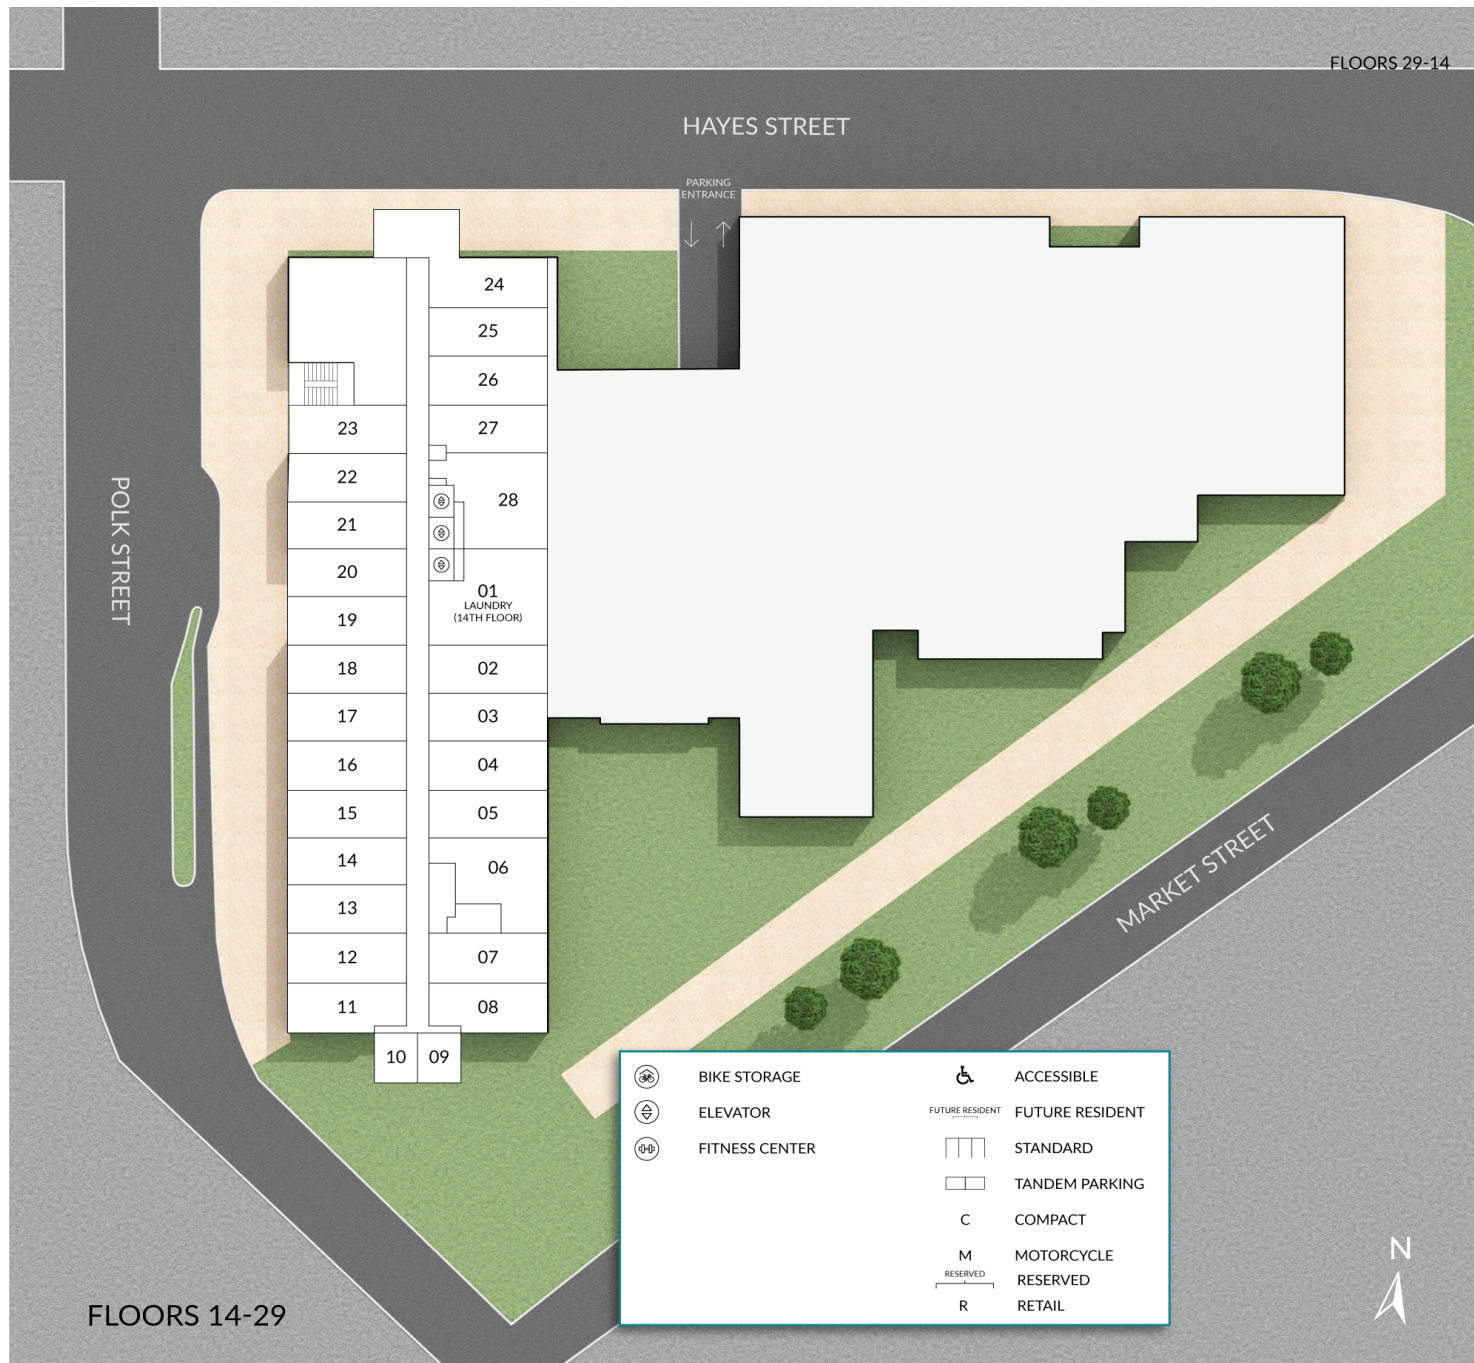 FLOORS 29-14
HAYES STREET
PARKING
ENTRANCE
24
25
26
27
28
01
LAUNDRY
(14TH FLOOR)
02
03
04
05
06
07
08
09
10
11
12
13
14
15
16
17
18
19
20
21
22
23
POLK STREET
MARKET STREET
BIKE STORAGE
ELEVATOR
FITNESS CENTER
ACCESSIBLE
FUTURE RESIDENT FUTURE RESIDENT
STANDARD
TANDEM PARKING
C COMPACT
M MOTORCYCLE
RESERVED RESERVED
R RETAIL
N
FLOORS 14-29